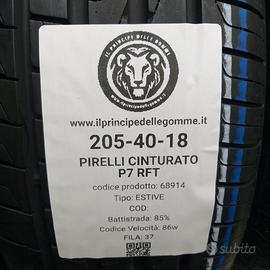 IL PRINCIPE DELLE GOMME
www.ilprincipedellegomme.it
www.ilprincipedellegomme.it
205-40-18
PIRELLI CINTURATO
P7 RFT
codice prodotto: 68914
Tipo: ESTIVE
COD:
Battistrada: 85%
Codice Velocità: 86w
FILA: 37
subito